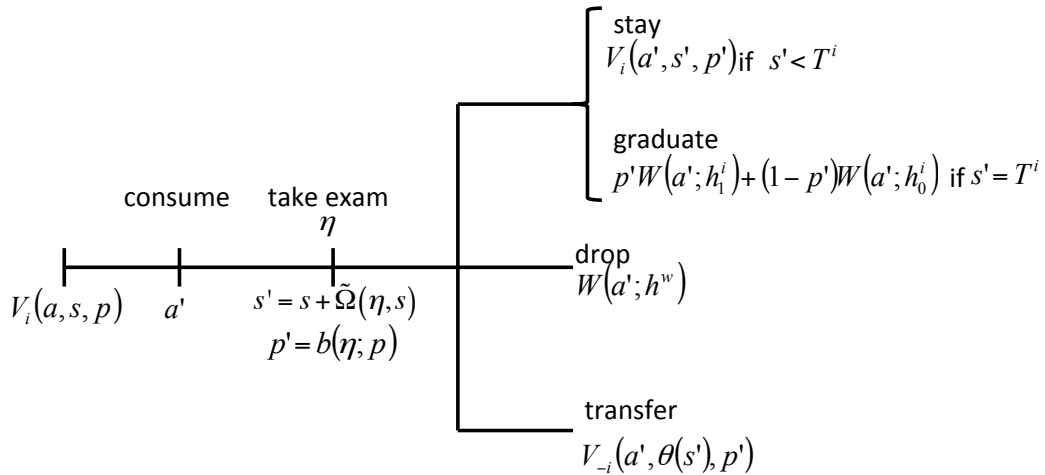 stay
V_i(a', s', p') if s' < T^i
graduate
p'W(a'; h_1^i) + (1 − p')W(a'; h_0^i) if s' = T^i
consume take exam
η
drop
W(a'; h^w)
V_i(a, s, p) a' s' = s + Ω̃(η, s)
p' = b(η; p)
transfer
V_{−i}(a', θ(s'), p')